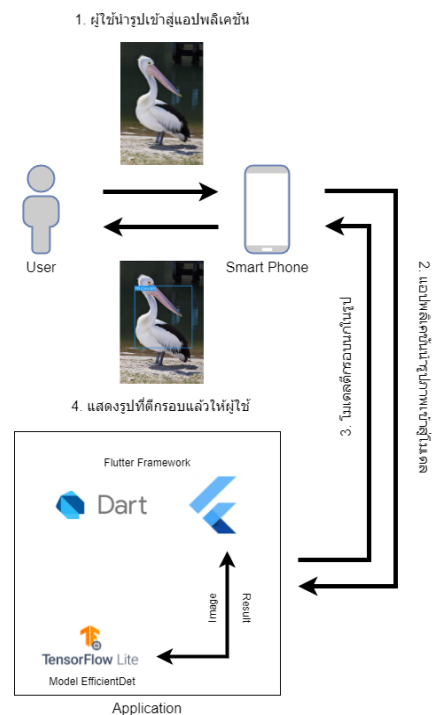 1. ผู้ใช้นำรูปเข้าสู่แอปพลิเคชัน
User
Smart Phone
2. แอปพลิเคชันนำรูปภาพเข้าสู่โมเดล
3. โมเดลตีกรอบนกในรูป
4. แสดงรูปที่ตีกรอบแล้วให้ผู้ใช้
Flutter Framework
Dart
Image
Result
TensorFlow Lite
Model EfficientDet
Application